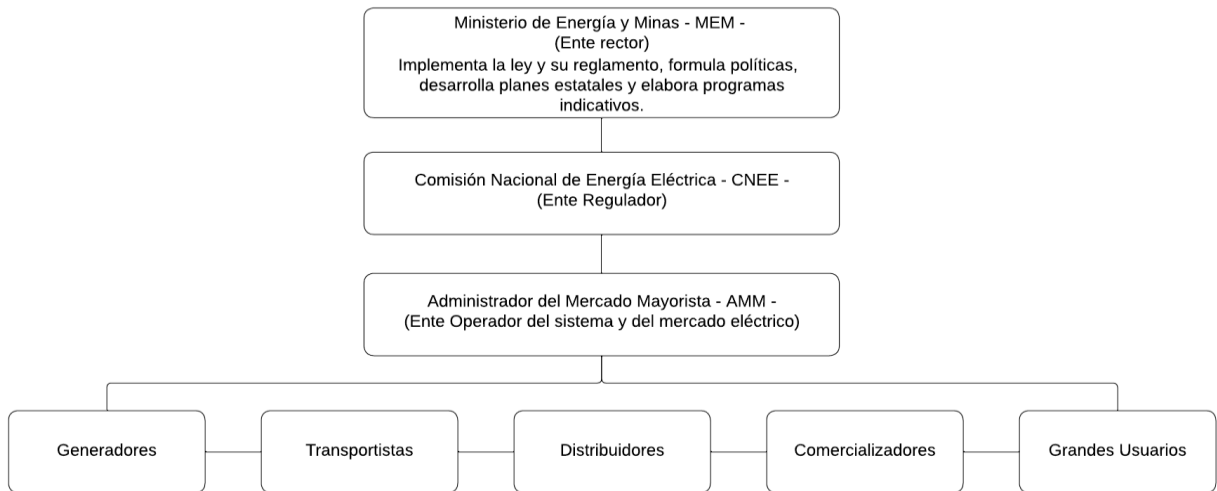 Ministerio de Energía y Minas - MEM -
(Ente rector)
Implementa la ley y su reglamento, formula políticas,
desarrolla planes estatales y elabora programas
indicativos.
Comisión Nacional de Energía Eléctrica - CNEE -
(Ente Regulador)
Administrador del Mercado Mayorista - AMM -
(Ente Operador del sistema y del mercado eléctrico)
Generadores
Transportistas
Distribuidores
Comercializadores
Grandes Usuarios